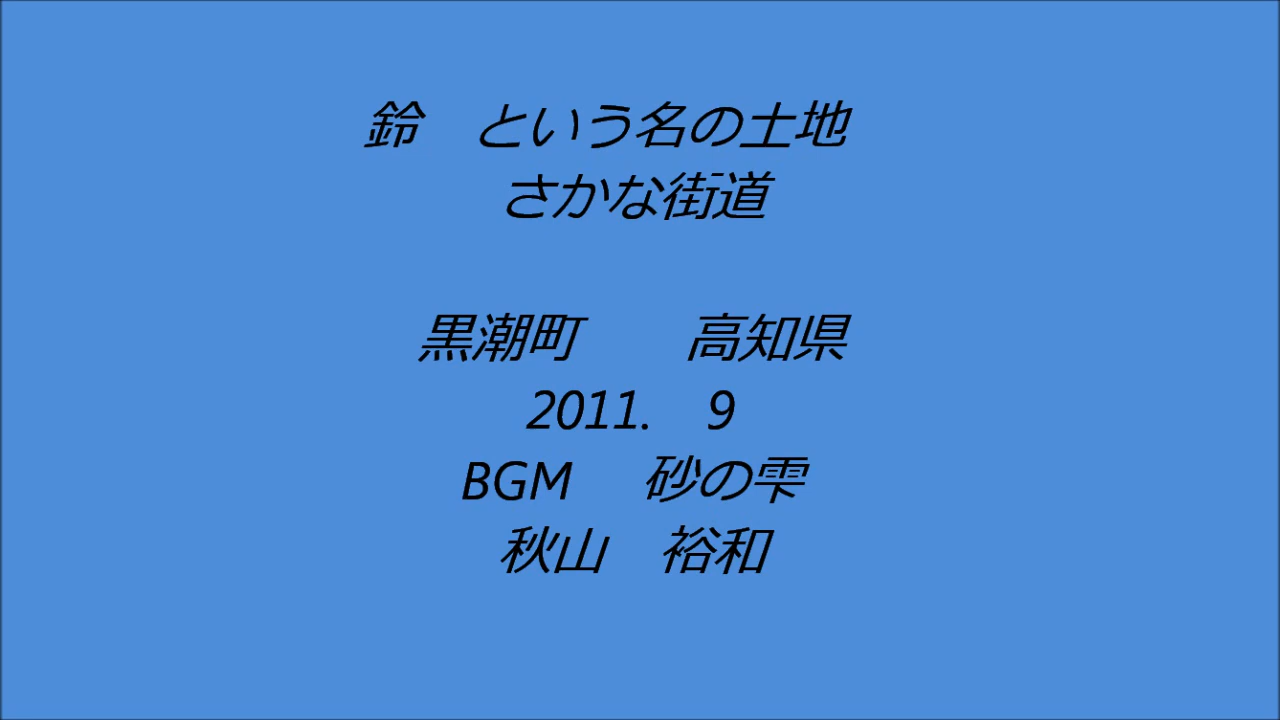 鈴　という名の土地
さかな街道
黒潮町　　高知県
2011.　9
BGM　 砂の雫
秋山　裕和